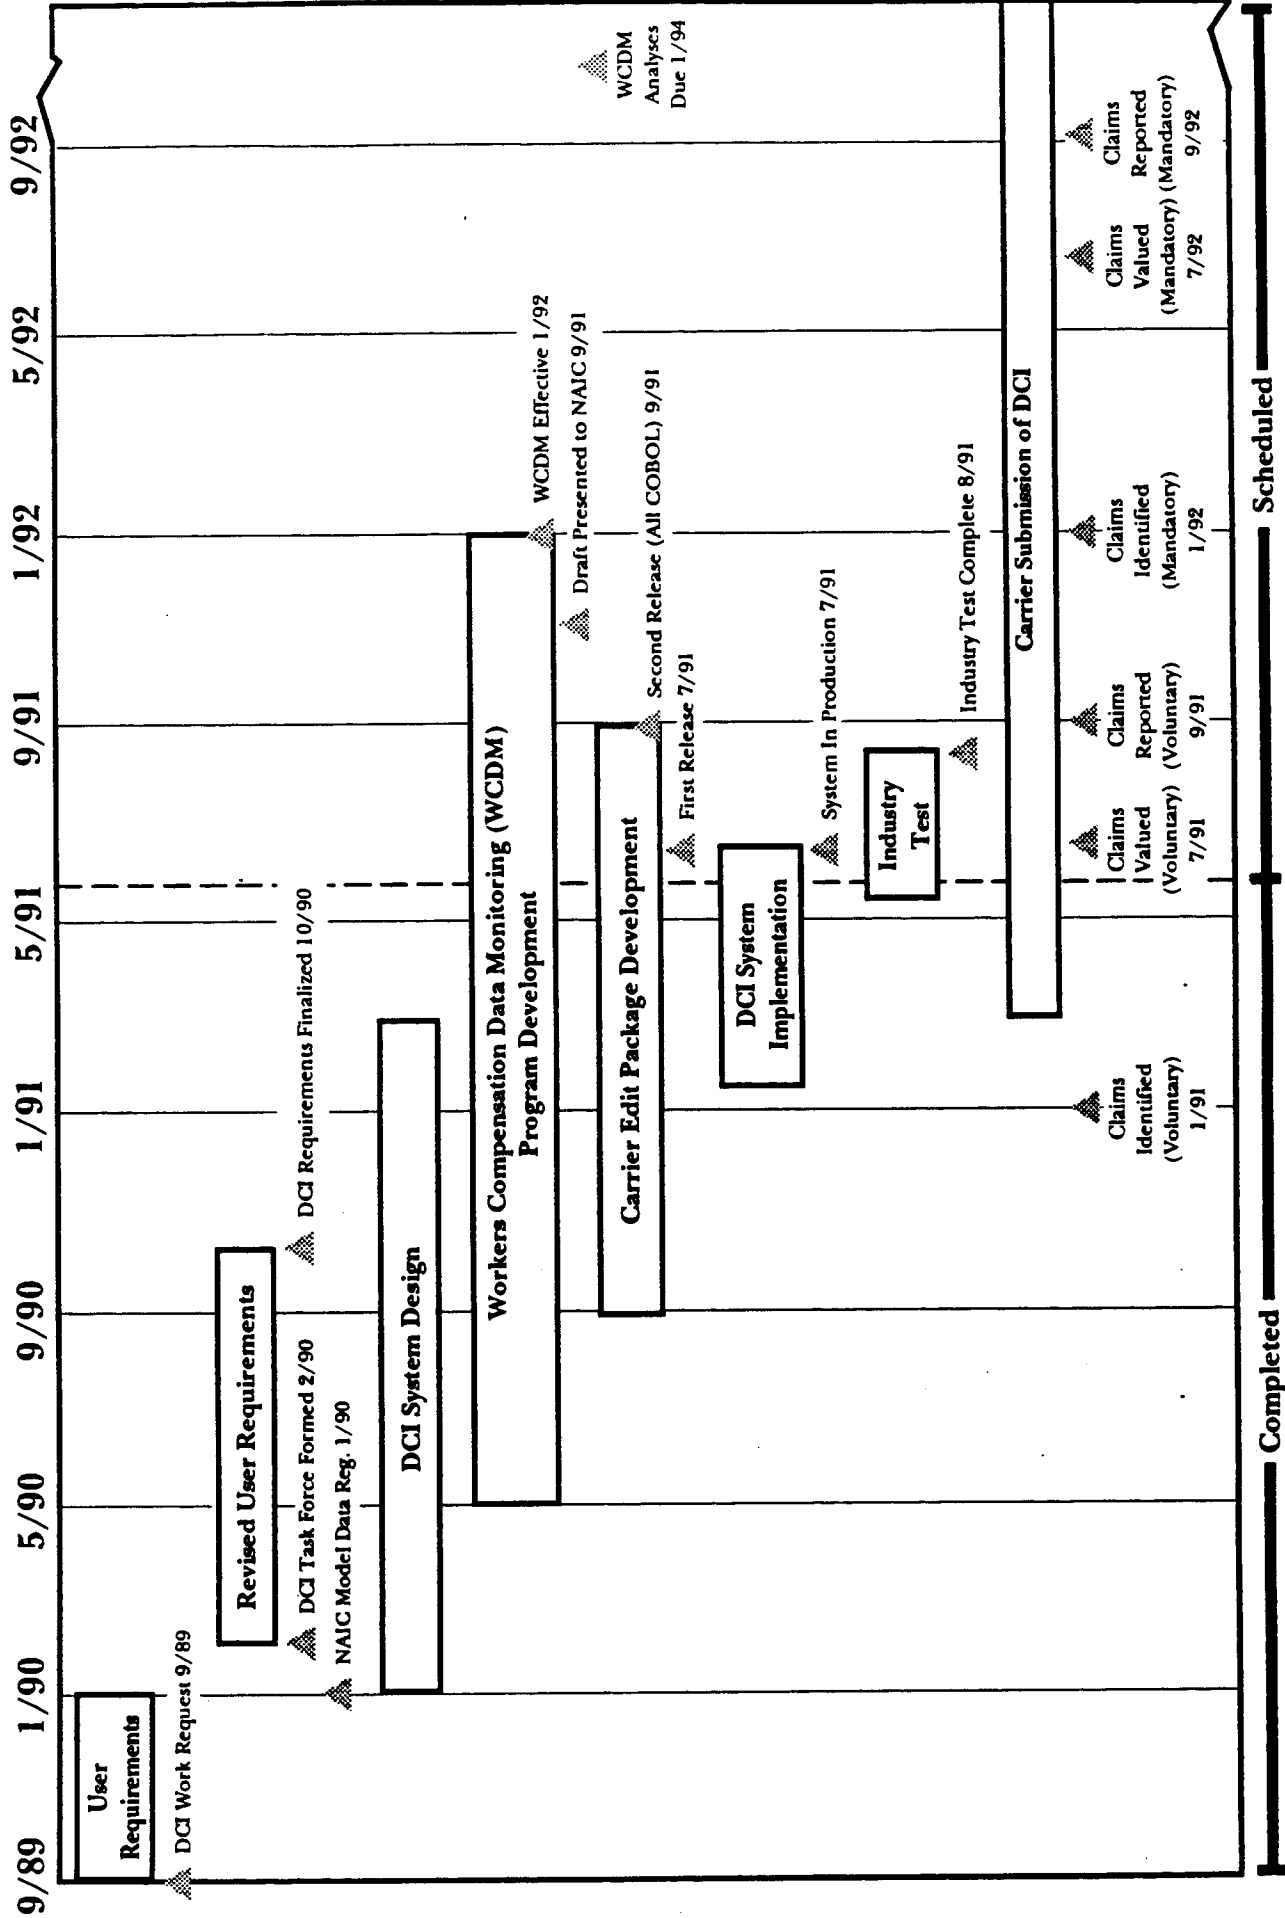 9/89 1/90 5/90 9/90 1/91 5/91 9/91 1/92 5/92 9/92
User
Requirements
DCI Work Request 9/89
Revised User Requirements
DCI Task Force Formed 2/90
DCI Requirements Finalized 10/90
NAIC Model Data Reg. 1/90
DCI System Design
Workers Compensation Data Monitoring (WCDM)
Program Development
WCDM Effective 1/92
Draft Presented to NAIC 9/91
WCDM
Analyses
Due 1/94
Carrier Edit Package Development
Second Release (All COBOL) 9/91
First Release 7/91
DCI System
Implementation
System In Production 7/91
Industry
Test
Industry Test Complete 8/91
Carrier Submission of DCI
Claims
Identified
(Voluntary)
1/91
Claims
Valued
(Voluntary)
7/91
Claims
Reported
(Voluntary)
9/91
Claims
Identified
(Mandatory)
1/92
Claims
Valued
(Mandatory)
7/92
Claims
Reported
(Mandatory)
9/92
Completed
Scheduled